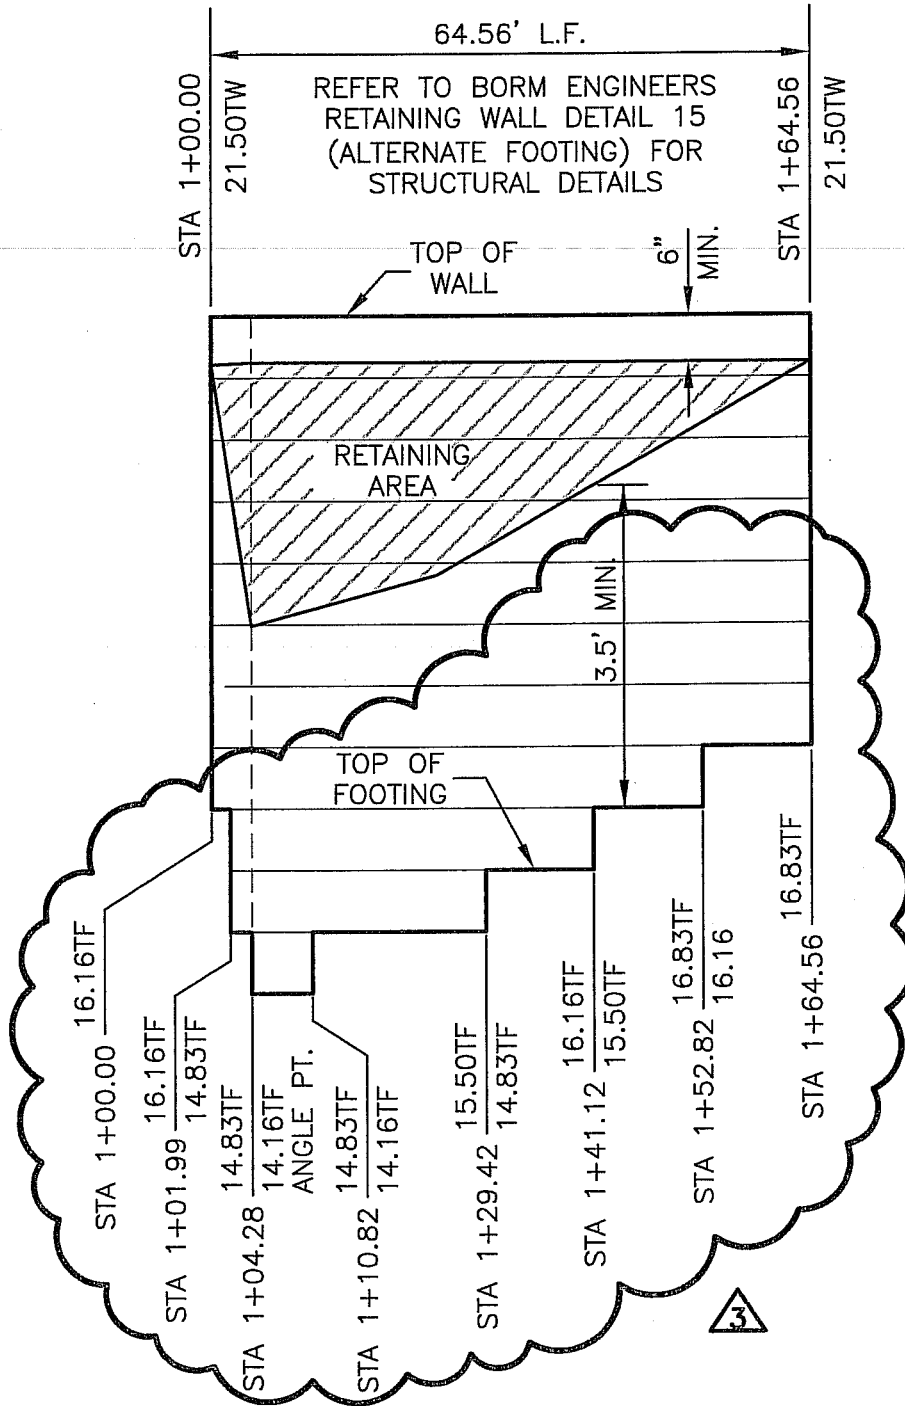 64.56' L.F.
STA 1+00.00
21.50TW
REFER TO BORM ENGINEERS
RETAINING WALL DETAIL 15
(ALTERNATE FOOTING) FOR
STRUCTURAL DETAILS
STA 1+64.56
21.50TW
TOP OF
WALL
6"
MIN.
RETAINING
AREA
3.5' MIN.
TOP OF
FOOTING
STA 1+00.00 16.16TF
STA 1+01.99 16.16TF
14.83TF
STA 1+04.28 14.83TF
14.16TF
ANGLE PT.
STA 1+10.82 14.83TF
14.16TF
STA 1+29.42 15.50TF
14.83TF
STA 1+41.12 16.16TF
15.50TF
STA 1+52.82 16.83TF
16.16
STA 1+64.56 16.83TF
3